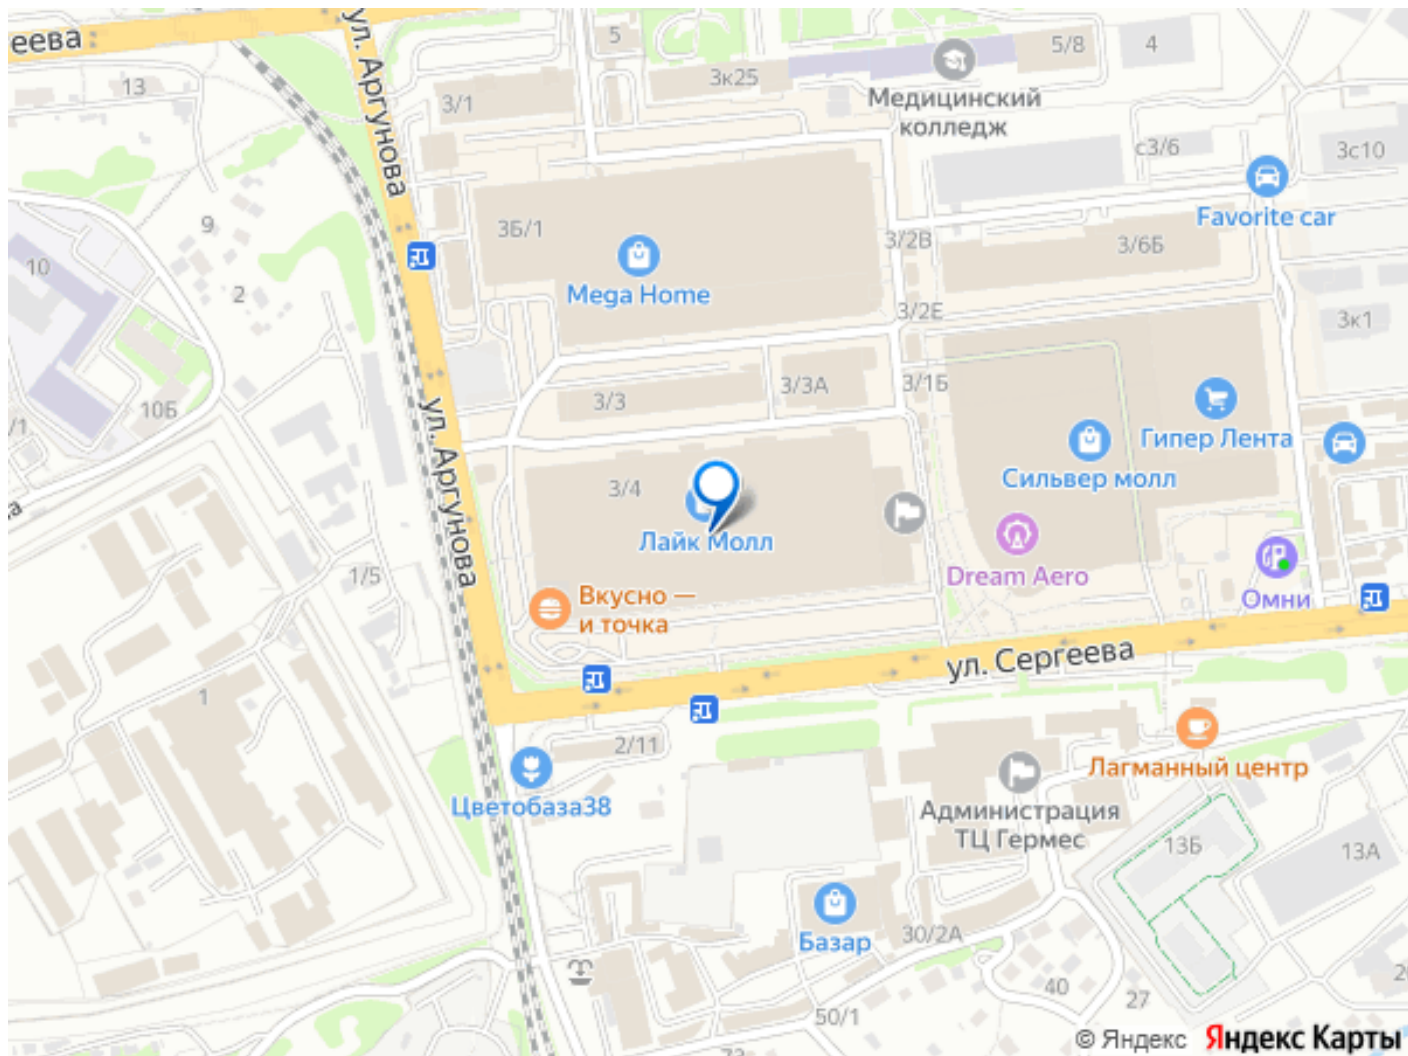 еева
ул. Аргунова
5
3к25
5/8
4
13
3/1
Медицинский
колледж
с3/6
3с10
Favorite car
9
3Б/1
3/2В
3/6Б
10
2
Mega Home
3/2Е
3к1
3/3А
3/1Б
10Б
/1
3/3
ул. Аргунова
Гипер Лента
Сильвер молл
3/4
Лайк Молл
1/5
Dream Aero
Вкусно —
и точка
Омни
ул. Сергеева
1
2/11
Цветобаза38
Лагманный центр
Администрация
ТЦ Гермес
13Б
13А
Базар
30/2А
40
27
50/1
© Яндекс Яндекс Карты